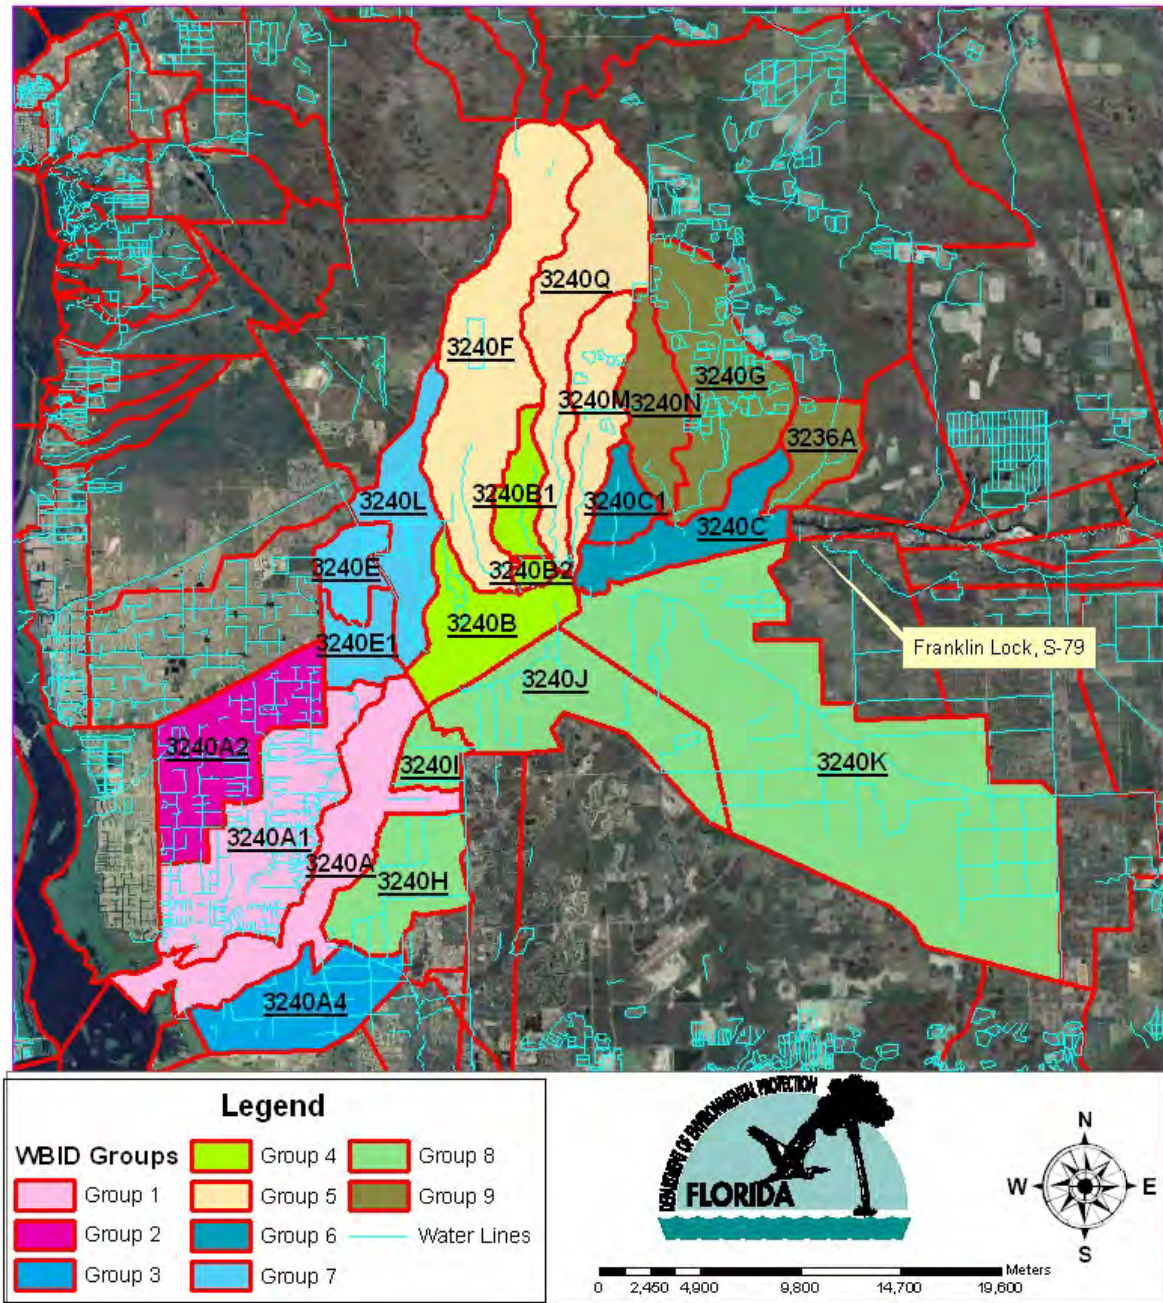 3240Q
3240F
3240G
3240M
3240N
3236A
3240L
3240B1
3240C1
3240C
3240E
3240B2
3240B
3240E1
Franklin Lock, S-79
3240J
3240A2
3240I
3240K
3240A1
3240A
3240H
3240A4
Legend
WBID Groups
Group 1
Group 2
Group 3
Group 4
Group 5
Group 6
Group 7
Group 8
Group 9
Water Lines
DEPARTMENT OF ENVIRONMENTAL PROTECTION
FLORIDA
N
W
E
S
Meters
0 2,450 4,900 9,800 14,700 19,600